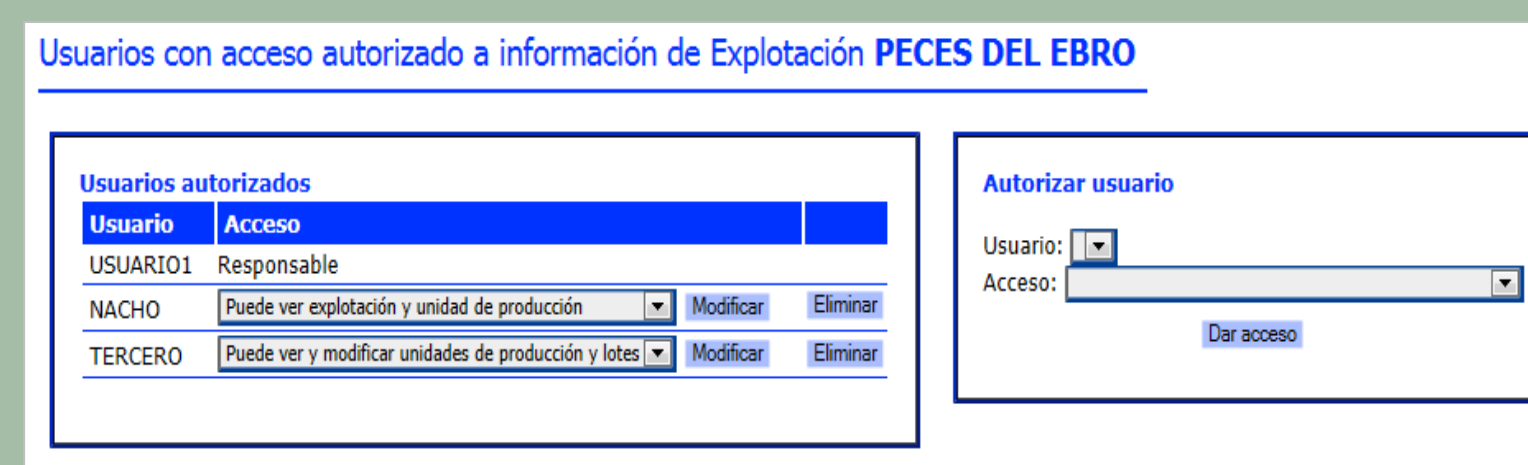 Usuarios con acceso autorizado a información de Explotación PECES DEL EBRO
Usuarios autorizados
Usuario Acceso
USUARIO1 Responsable
NACHO Puede ver explotación y unidad de producción Modificar Eliminar
TERCERO Puede ver y modificar unidades de producción y lotes Modificar Eliminar
Autorizar usuario
Usuario:
Acceso:
Dar acceso